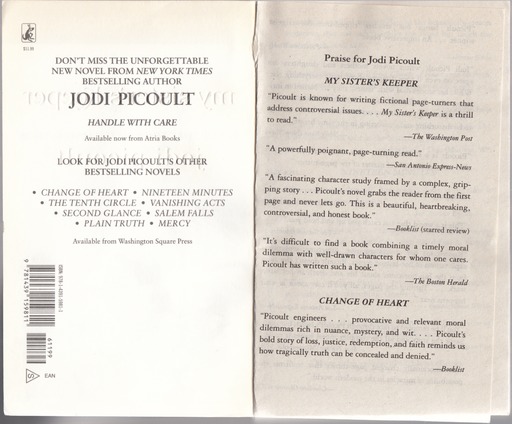 $11.99
DON'T MISS THE UNFORGETTABLE
NEW NOVEL FROM NEW YORK TIMES
BESTSELLING AUTHOR
JODI PICOULT
HANDLE WITH CARE
Available now from Atria Books
LOOK FOR JODI PICOULT'S OTHER
BESTSELLING NOVELS
• CHANGE OF HEART • NINETEEN MINUTES
• THE TENTH CIRCLE • VANISHING ACTS
• SECOND GLANCE • SALEM FALLS
• PLAIN TRUTH • MERCY
Available from Washington Square Press
9 781439 159811
61199
EAN
Praise for Jodi Picoult
MY SISTER'S KEEPER
"Picoult is known for writing fictional page-turners that
address controversial issues. . . . My Sister's Keeper is a thrill
to read."
—The Washington Post
"A powerfully poignant, page-turning read."
—San Antonio Express-News
"A fascinating character study framed by a complex, grip-
ping story . . . Picoult's novel grabs the reader from the first
page and never lets go. This is a beautiful, heartbreaking,
controversial, and honest book."
—Booklist (starred review)
"It's difficult to find a book combining a timely moral
dilemma with well-drawn characters for whom one cares.
Picoult has written such a book."
—The Boston Herald
CHANGE OF HEART
"Picoult engineers . . . provocative and relevant moral
dilemmas rich in nuance, mystery, and wit. . . . Picoult's
bold story of loss, justice, redemption, and faith reminds us
how tragically truth can be concealed and denied."
—Booklist